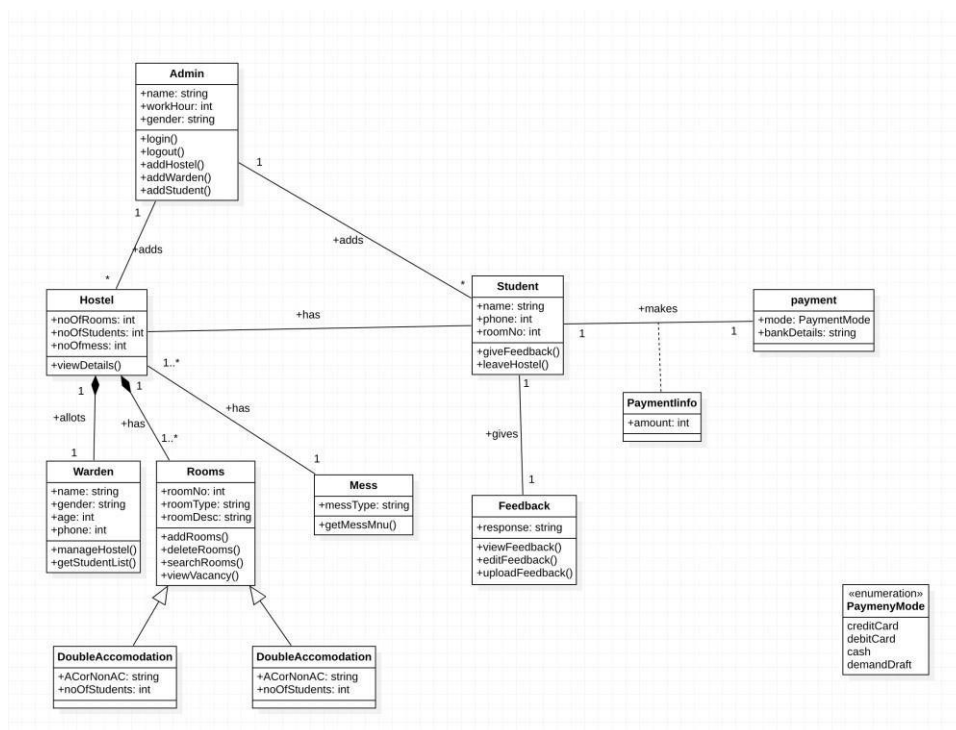 Admin
+name: string
+workHour: int
+gender: string
+login()
+logout()
+addHostel()
+addWarden()
+addStudent()
1
1
+adds
+adds
*
*
Hostel
+noOfRooms: int
+noOfStudents: int
+noOfmess: int
+viewDetails()
+has
Student
+name: string
+phone: int
+roomNo: int
+giveFeedback()
+leaveHostel()
+makes
1
1
payment
+mode: PaymentMode
+bankDetails: string
PaymentIinfo
+amount: int
1
1
1..*
+allots
+has
1..*
+has
1
1
1
+gives
1
Warden
+name: string
+gender: string
+age: int
+phone: int
+manageHostel()
+getStudentList()
Rooms
+roomNo: int
+roomType: string
+roomDesc: string
+addRooms()
+deleteRooms()
+searchRooms()
+viewVacancy()
Mess
+messType: string
+getMessMnu()
Feedback
+response: string
+viewFeedback()
+editFeedback()
+uploadFeedback()
DoubleAccomodation
+ACorNonAC: string
+noOfStudents: int
DoubleAccomodation
+ACorNonAC: string
+noOfStudents: int
«enumeration»
PaymenyMode
creditCard
debitCard
cash
demandDraft